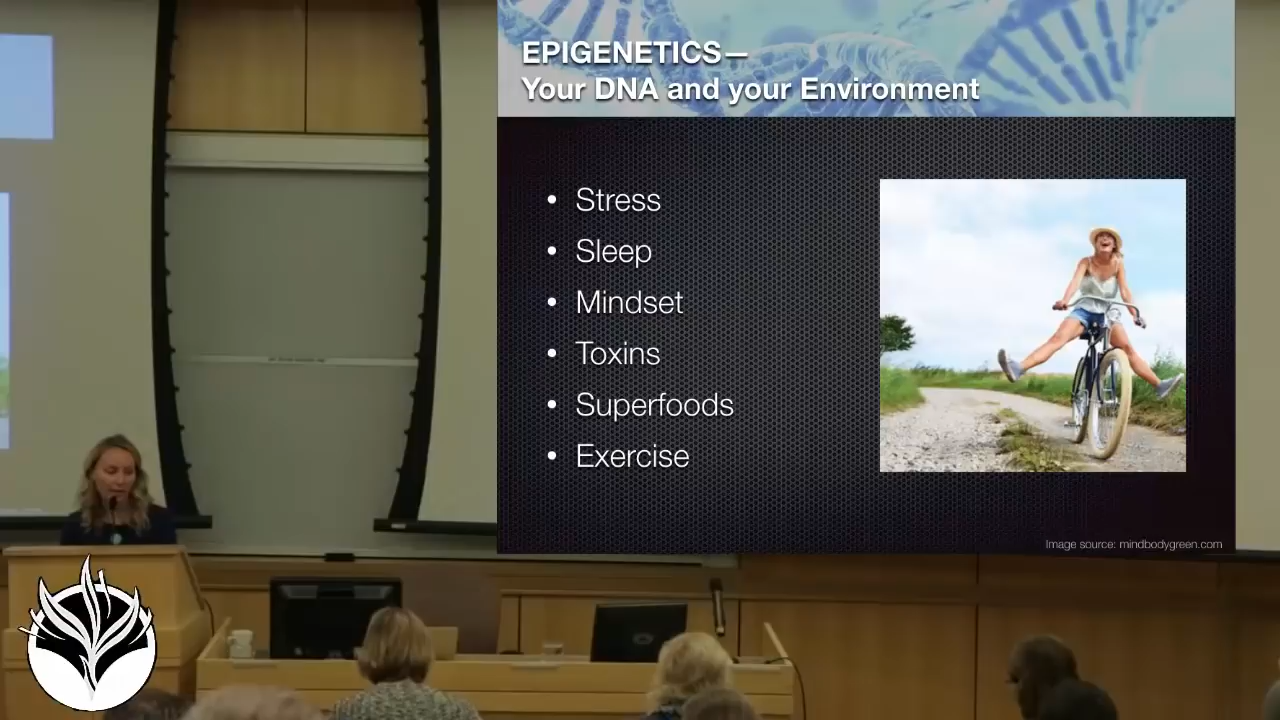 EPIGENETICS—
Your DNA and your Environment
• Stress
• Sleep
• Mindset
• Toxins
• Superfoods
• Exercise
Image source: mindbodygreen.com